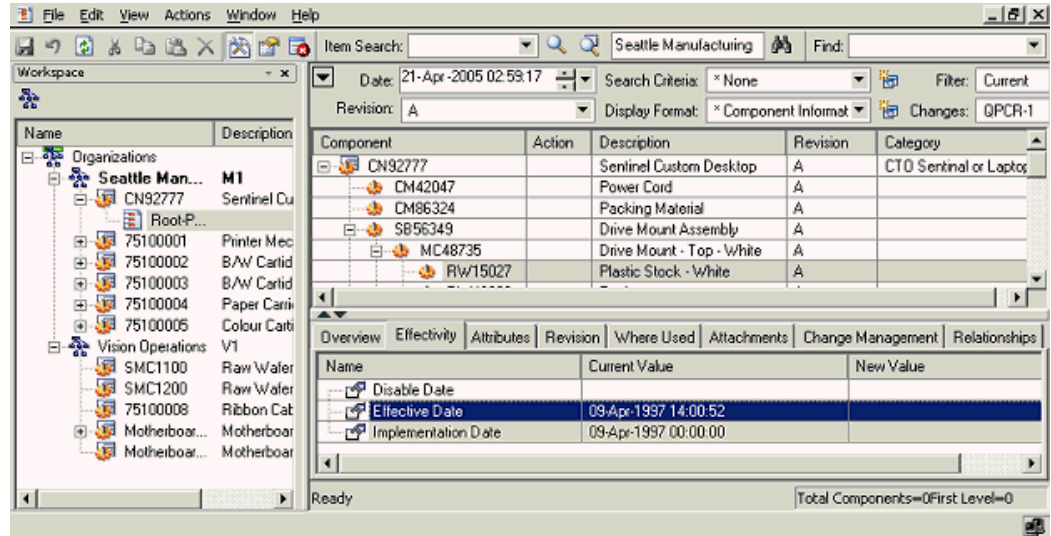 File Edit View Actions Window Help
Item Search: Seattle Manufacturing Find:
Workspace
Date: 21-Apr-2005 02:59:17 Search Criteria: * None Filter: Current
Revision: A Display Format: * Component Informat Changes: QPCR-1
Name Description
Organizations
Seattle Man... M1
CN92777 Sentinel Cu
Root-P...
75100001 Printer Mec
75100002 B/W Cartid
75100003 B/W Cartid
75100004 Paper Carri
75100005 Colour Carti
Vision Operations V1
SMC1100 Raw Wafer
SMC1200 Raw Wafer
75100008 Ribbon Cab
Motherboar... Motherboar
Motherboar... Motherboar
Component Action Description Revision Category
CN92777 Sentinel Custom Desktop A CTO Sentinal or Laptop
CM42047 Power Cord A
CM86324 Packing Material A
SB56349 Drive Mount Assembly A
MC48735 Drive Mount - Top - White A
RW15027 Plastic Stock - White A
Overview Effectivity Attributes Revision Where Used Attachments Change Management Relationships
Name Current Value New Value
Disable Date
Effective Date 09-Apr-1997 14:00:52
Implementation Date 09-Apr-1997 00:00:00
Ready Total Components=0First Level=0